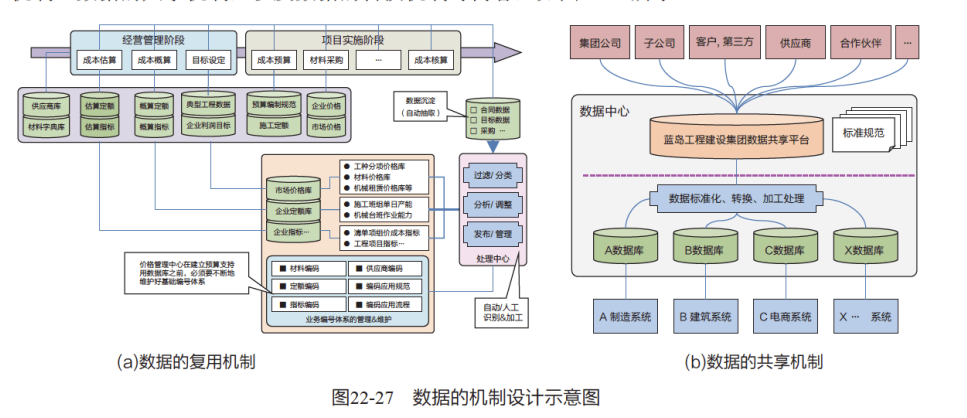 经营管理阶段
项目实施阶段
成本估算
成本概算
目标设定
成本预算
材料采购
…
成本核算
供应商库
材料字典库
估算定额
估算指标
概算定额
概算指标
典型工程数据
企业利润目标
预算编制规范
施工定额
企业价格
市场价格
数据沉淀
（自动抽取）
□ 合同数据
□ 目标数据
□ 采购 …
市场价格库
企业定额库
企业指标…
● 工种分项价格库
● 材料价格库
● 机械租赁价格库等
● 施工班组单日产能
● 机械台班作业能力
● 清单项组价成本指标
● 工程项目指标…
过滤/ 分类
分析/ 调整
发布/ 管理
处理中心
价格管理中心在建立预算支持
用数据库之前，必须要不断地
维护好基础编号体系
■ 材料编码
■ 供应商编码
■ 定额编码
■ 编码应用规范
■ 指标编码
■ 编码应用流程
业务编号体系的管理&维护
自动/人工
识别&加工
(a)数据的复用机制
集团公司
子公司
客户, 第三方
供应商
合作伙伴
…
数据中心
蓝岛工程建设集团数据共享平台
标准规范
数据标准化、转换、加工处理
A数据库
B数据库
C数据库
X数据库
A 制造系统
B 建筑系统
C 电商系统
X … 系统
(b)数据的共享机制
图22-27 数据的机制设计示意图